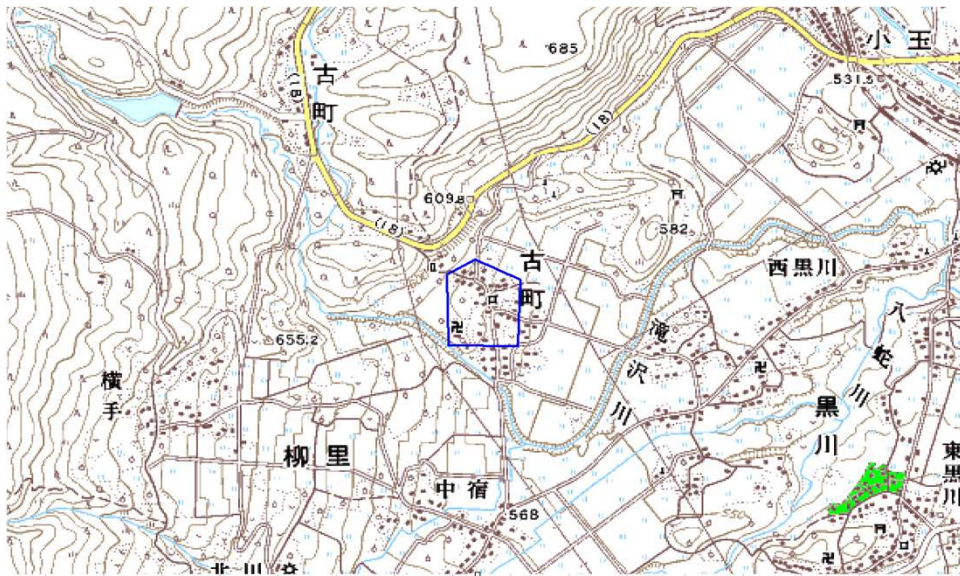 小玉
685
531.5
古町
(18)
(18)
609.8
582
(18)
古町
西黒川
655.2
滝沢川
八蛇川
横手
黒川
柳里
中宿
東黒川
568